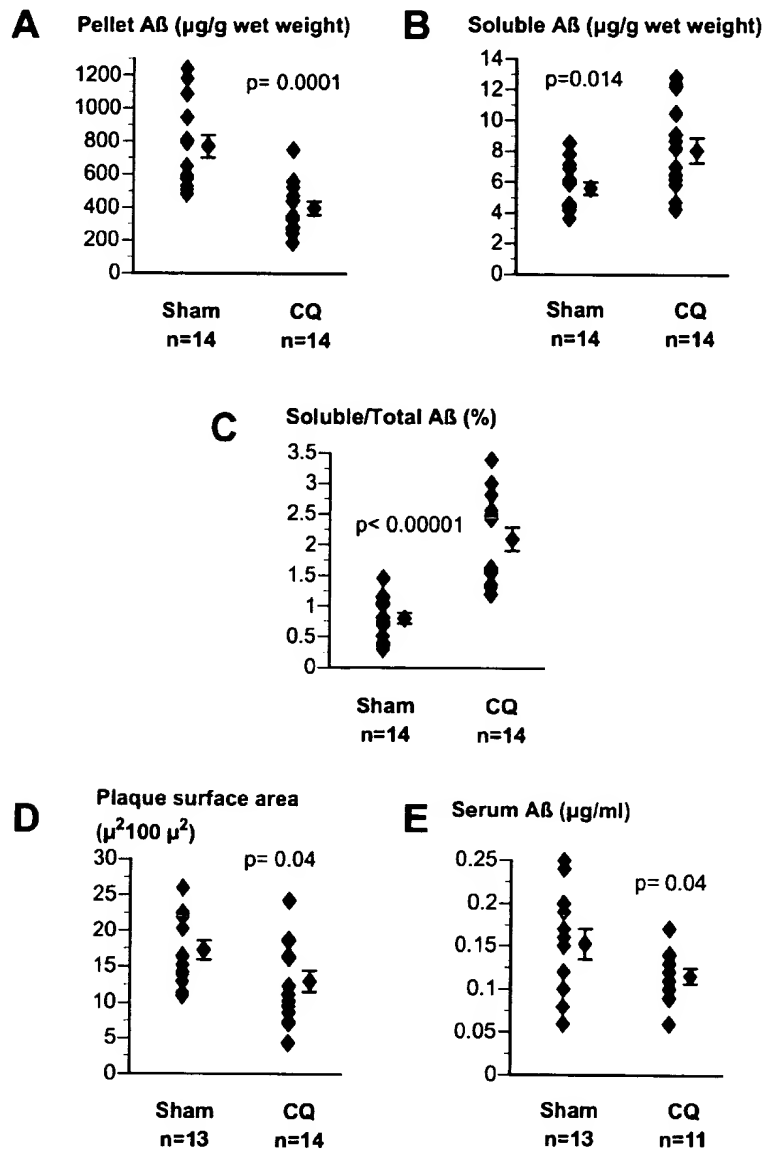 A Pellet Aß (µg/g wet weight)
p= 0.0001
1200
1000
800
600
400
200
0
Sham CQ
n=14 n=14
B Soluble Aß (µg/g wet weight)
p=0.014
14
12
10
8
6
4
2
0
Sham CQ
n=14 n=14
C Soluble/Total Aß (%)
p< 0.00001
3.5
3
2.5
2
1.5
1
0.5
0
Sham CQ
n=14 n=14
D Plaque surface area
(µ²100 µ²)
p= 0.04
30
25
20
15
10
5
0
Sham CQ
n=13 n=14
E Serum Aß (µg/ml)
p= 0.04
0.25
0.2
0.15
0.1
0.05
0
Sham CQ
n=13 n=11